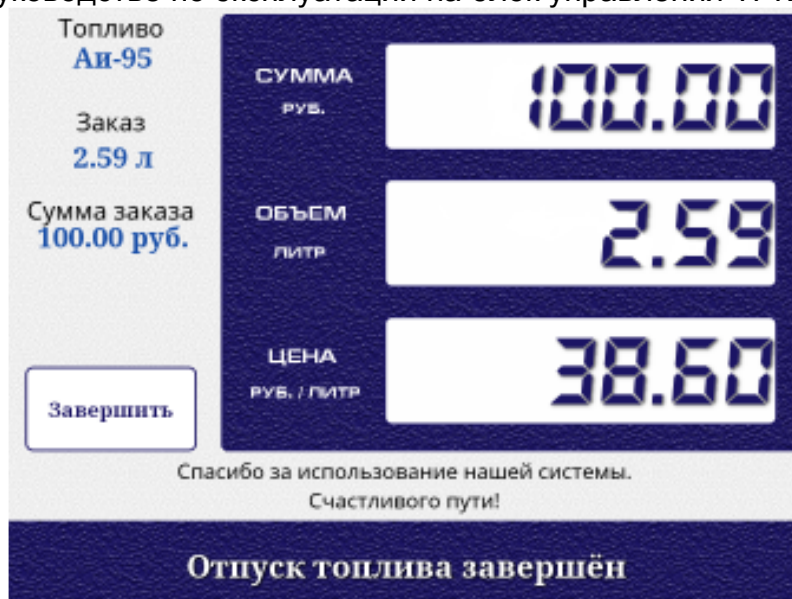 Топливо
Аи-95
Заказ
2.59 л
Сумма заказа
100.00 руб.
Завершить
СУММА
РУБ.
100.00
ОБЪЕМ
ЛИТР
2.59
ЦЕНА
РУБ. / ЛИТР
38.60
Спасибо за использование нашей системы.
Счастливого пути!
Отпуск топлива завершён